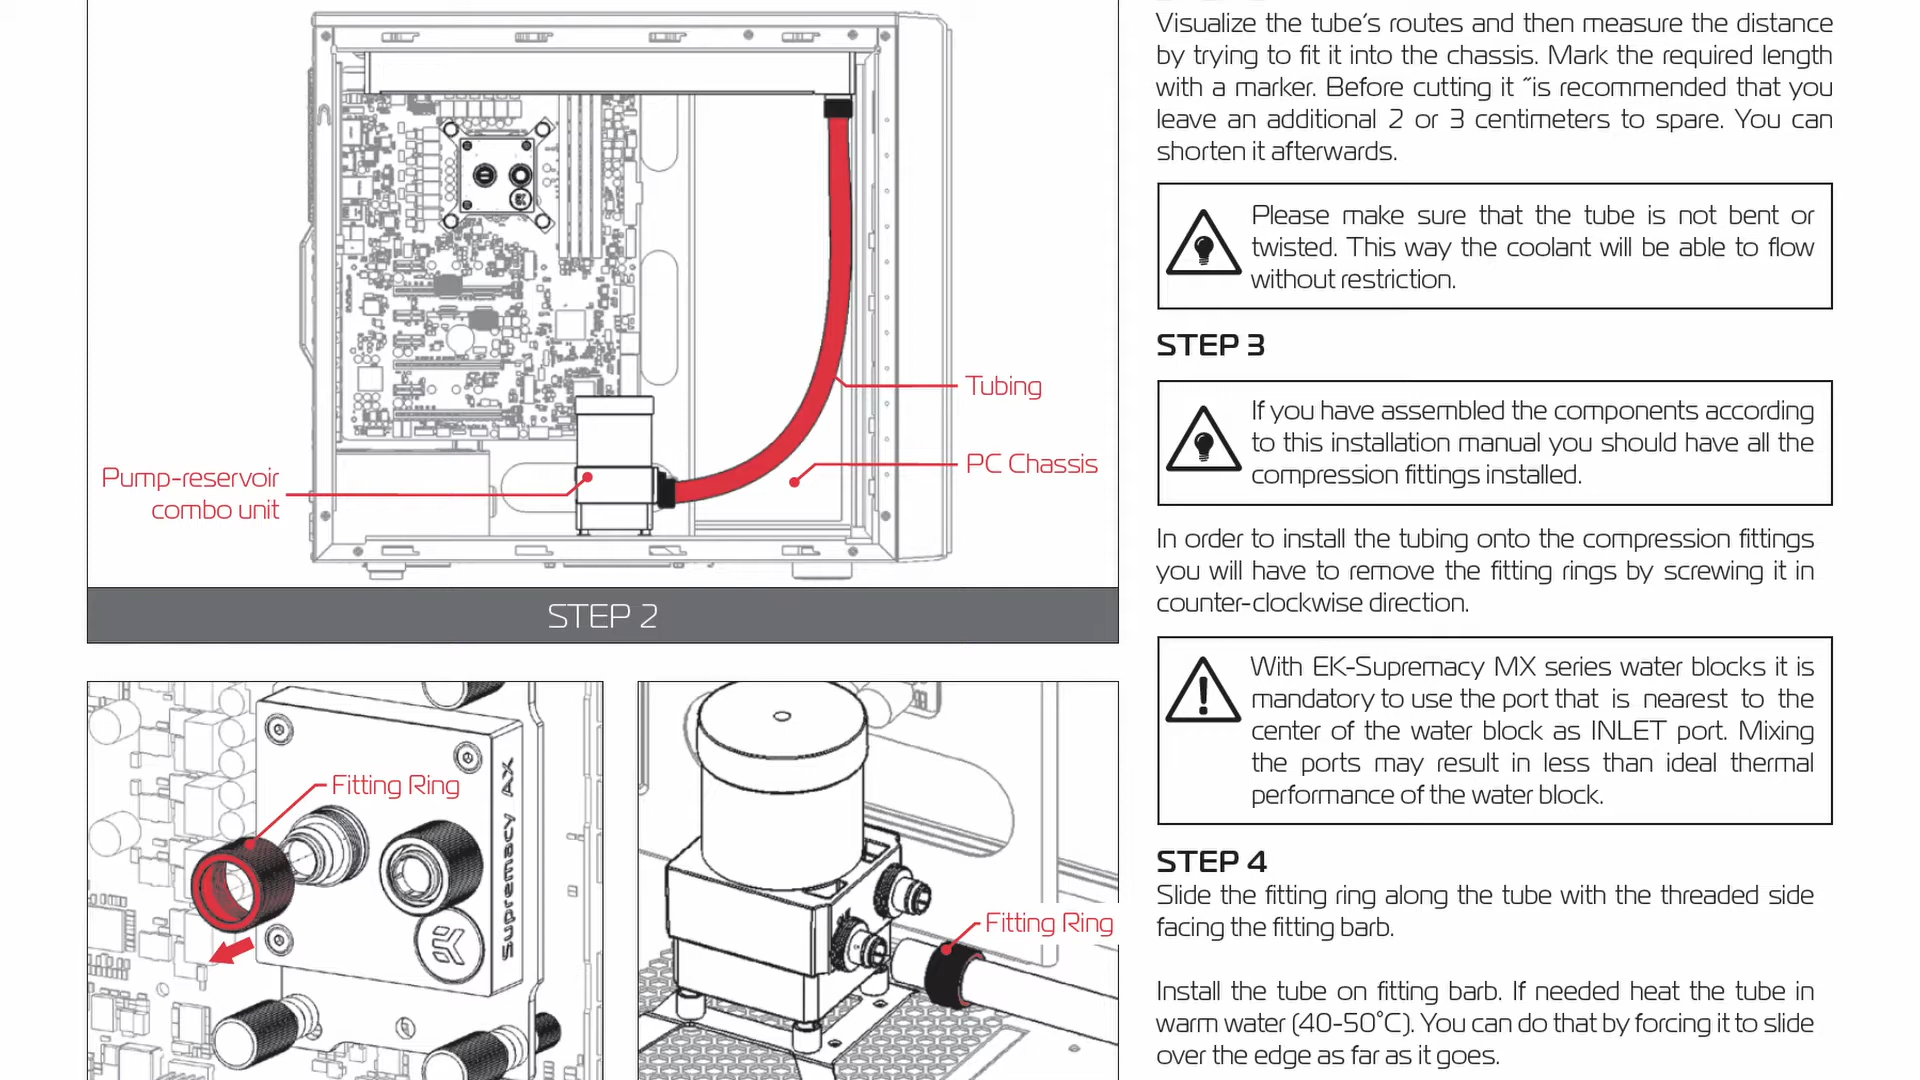 Tubing
PC Chassis
Pump-reservoir
combo unit
STEP 2
Fitting Ring
Supremacy AX
EK
Fitting Ring
Visualize the tube's routes and then measure the distance
by trying to fit it into the chassis. Mark the required length
with a marker. Before cutting it ˝is recommended that you
leave an additional 2 or 3 centimeters to spare. You can
shorten it afterwards.
Please make sure that the tube is not bent or
twisted. This way the coolant will be able to flow
without restriction.
STEP 3
If you have assembled the components according
to this installation manual you should have all the
compression fittings installed.
In order to install the tubing onto the compression fittings
you will have to remove the fitting rings by screwing it in
counter-clockwise direction.
With EK-Supremacy MX series water blocks it is
mandatory to use the port that is nearest to the
center of the water block as INLET port. Mixing
the ports may result in less than ideal thermal
performance of the water block.
STEP 4
Slide the fitting ring along the tube with the threaded side
facing the fitting barb.
Install the tube on fitting barb. If needed heat the tube in
warm water (40-50˚C). You can do that by forcing it to slide
over the edge as far as it goes.